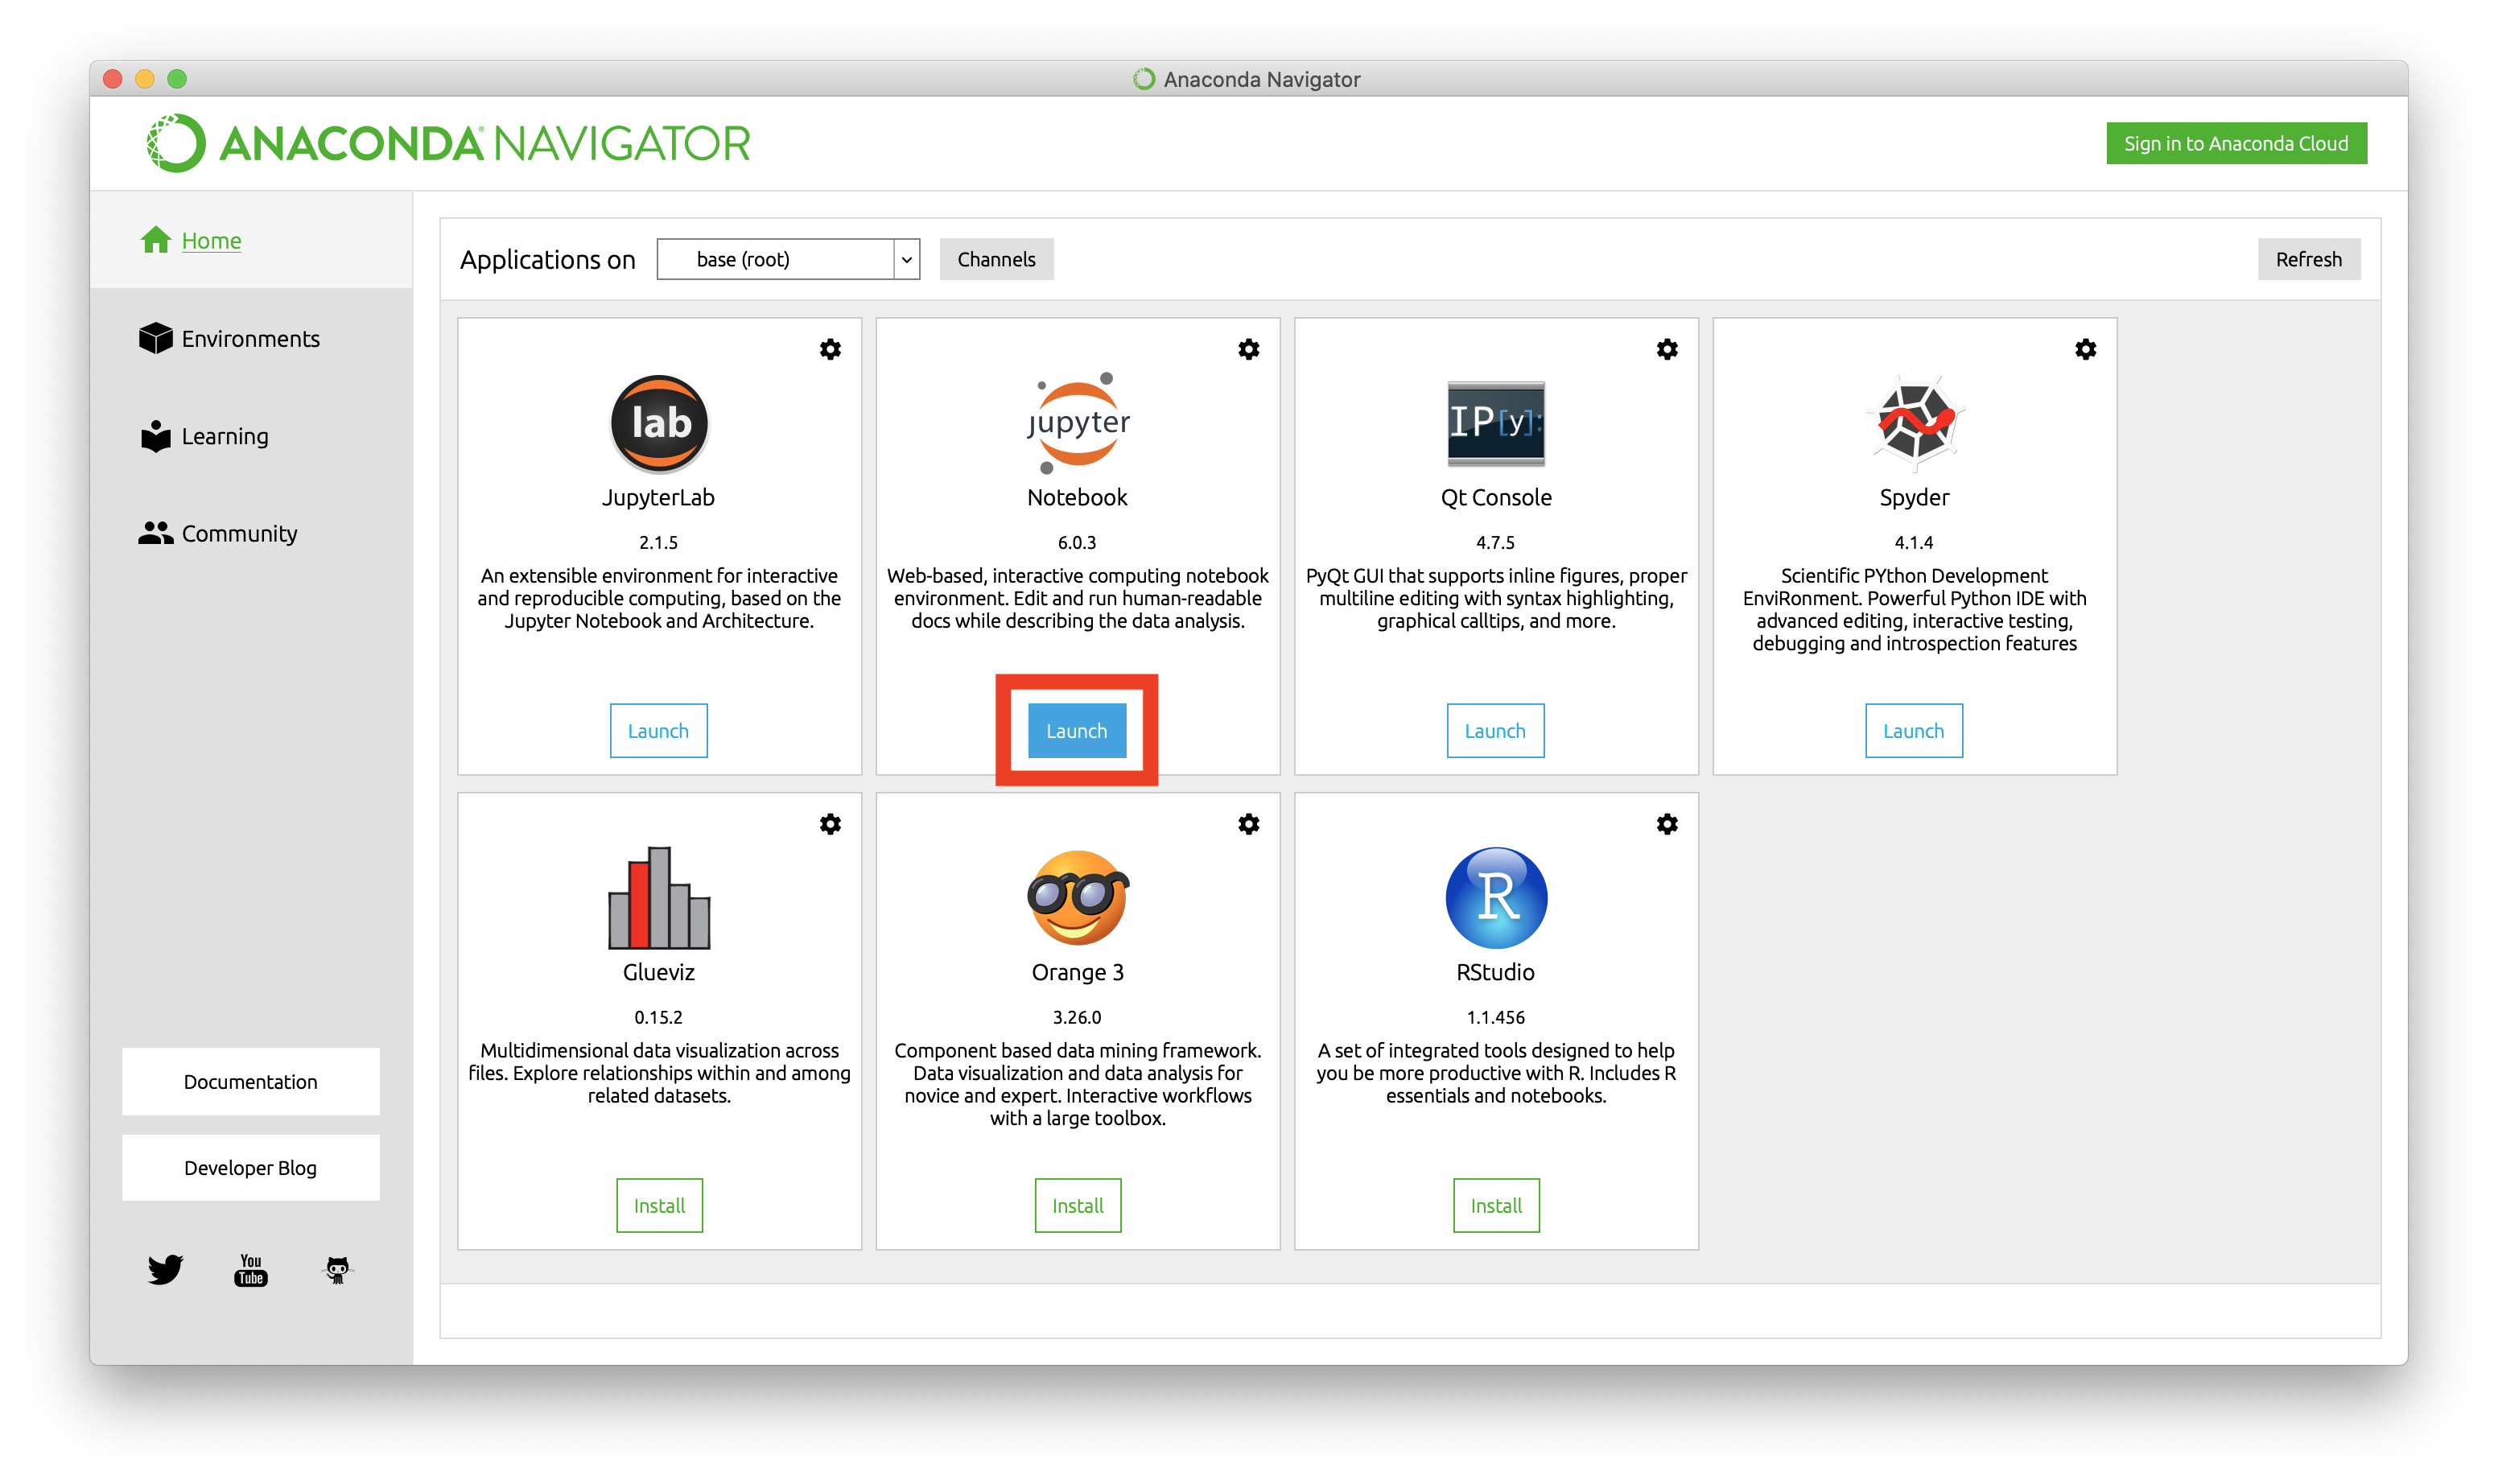 Anaconda Navigator
ANACONDA® NAVIGATOR
Sign in to Anaconda Cloud
Home
Environments
Learning
Community
Documentation
Developer Blog
You
Tube
Applications on
base (root)
Channels
Refresh
lab
JupyterLab
2.1.5
An extensible environment for interactive
and reproducible computing, based on the
Jupyter Notebook and Architecture.
Launch
jupyter
Notebook
6.0.3
Web-based, interactive computing notebook
environment. Edit and run human-readable
docs while describing the data analysis.
Launch
IP[y]:
Qt Console
4.7.5
PyQt GUI that supports inline figures, proper
multiline editing with syntax highlighting,
graphical calltips, and more.
Launch
Spyder
4.1.4
Scientific PYthon Development
EnviRonment. Powerful Python IDE with
advanced editing, interactive testing,
debugging and introspection features
Launch
Glueviz
0.15.2
Multidimensional data visualization across
files. Explore relationships within and among
related datasets.
Install
Orange 3
3.26.0
Component based data mining framework.
Data visualization and data analysis for
novice and expert. Interactive workflows
with a large toolbox.
Install
R
RStudio
1.1.456
A set of integrated tools designed to help
you be more productive with R. Includes R
essentials and notebooks.
Install